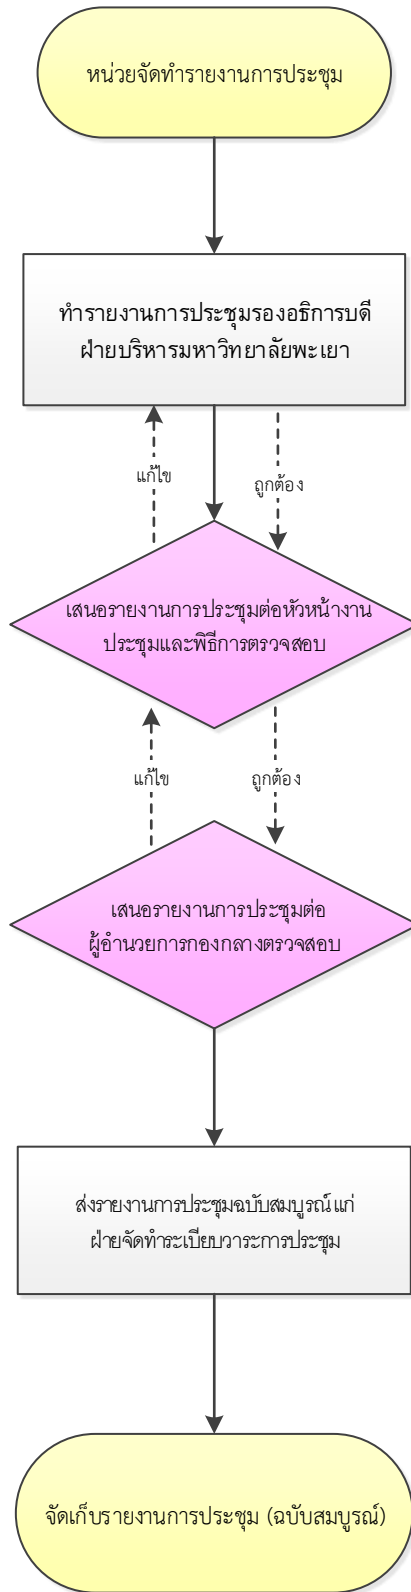 หน่วยจัดทำรายงานการประชุม
ทำรายงานการประชุมรองอธิการบดี
ฝ่ายบริหารมหาวิทยาลัยพะเยา
แก้ไข
ถูกต้อง
เสนอรายงานการประชุมต่อหัวหน้างาน
ประชุมและพิธีการตรวจสอบ
แก้ไข
ถูกต้อง
เสนอรายงานการประชุมต่อ
ผู้อำนวยการกองกลางตรวจสอบ
ส่งรายงานการประชุมฉบับสมบูรณ์แก่
ฝ่ายจัดทำระเบียบวาระการประชุม
จัดเก็บรายงานการประชุม (ฉบับสมบูรณ์)